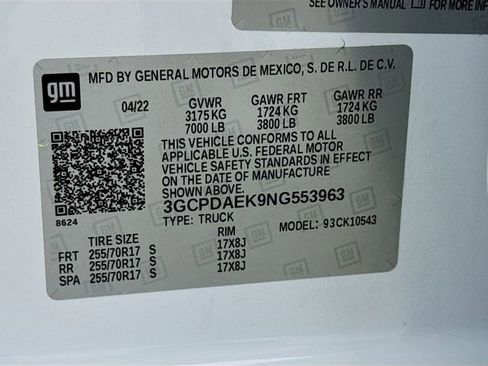 SEE OWNER'S MANUAL FOR MORE INF
gm MFD BY GENERAL MOTORS DE MEXICO, S. DE R.L. DE C.V.
04/22 GVWR GAWR FRT GAWR RR
3175 KG 1724 KG 1724 KG
7000 LB 3800 LB 3800 LB
THIS VEHICLE CONFORMS TO ALL
APPLICABLE U.S. FEDERAL MOTOR
VEHICLE SAFETY STANDARDS IN EFFECT
ON THE DATE OF MANUFACTURE
SHOWN ABOVE.
8624 3GCPDAEK9NG553963
TYPE: TRUCK MODEL: 93CK10543
TIRE SIZE RIM
FRT 255/70R17 S 17X8J
RR 255/70R17 S 17X8J
SPA 255/70R17 S 17X8J